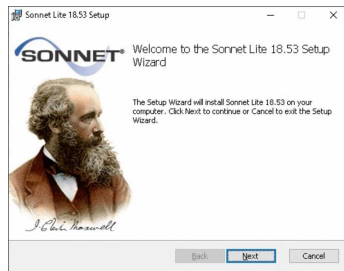 Sonnet Lite 18.53 Setup
SONNET®
Welcome to the Sonnet Lite 18.53 Setup
Wizard
The Setup Wizard will install Sonnet Lite 18.53 on your
computer. Click Next to continue or Cancel to exit the Setup
Wizard.
J. Clerk Maxwell
Back
Next
Cancel